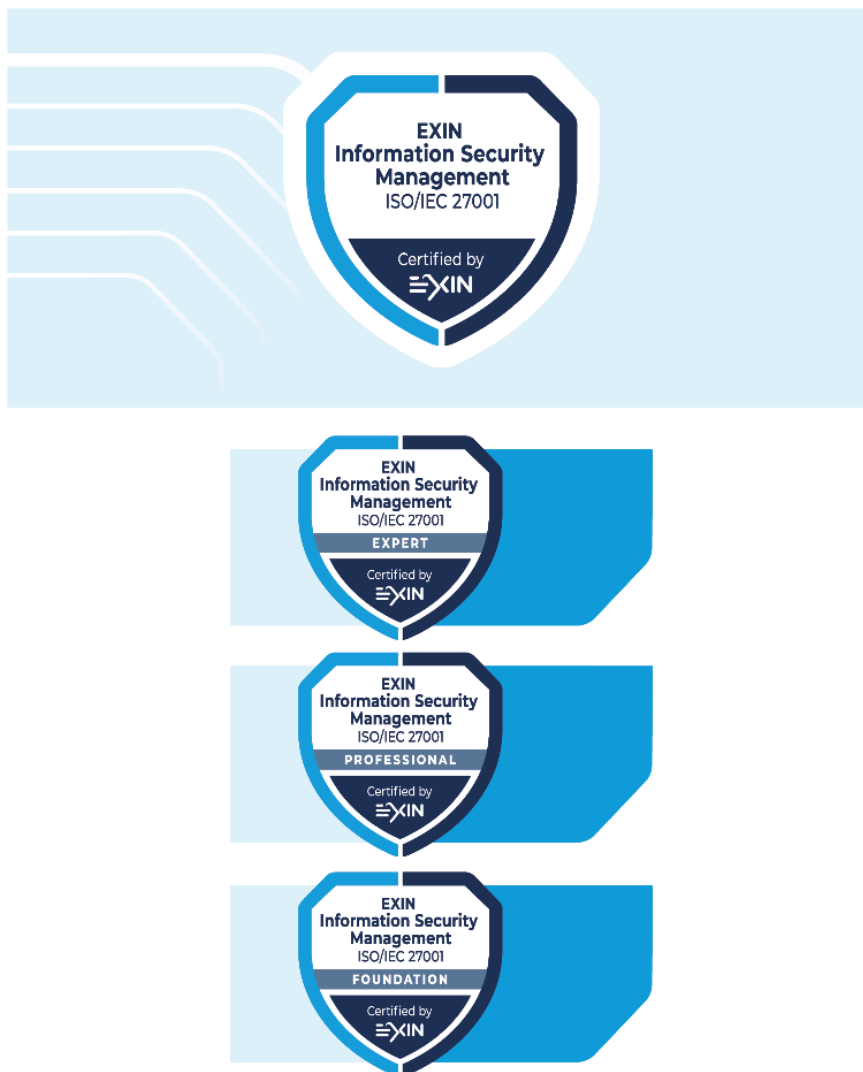 EXIN
Information Security
Management
ISO/IEC 27001
Certified by
EXIN
EXIN
Information Security
Management
ISO/IEC 27001
EXPERT
Certified by
EXIN
EXIN
Information Security
Management
ISO/IEC 27001
PROFESSIONAL
Certified by
EXIN
EXIN
Information Security
Management
ISO/IEC 27001
FOUNDATION
Certified by
EXIN